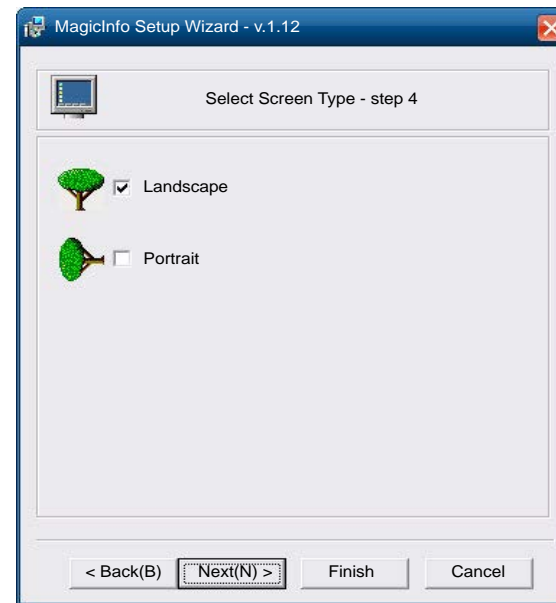 MagicInfo Setup Wizard - v.1.12
Select Screen Type - step 4
Landscape
Portrait
< Back(B) Next(N) > Finish Cancel